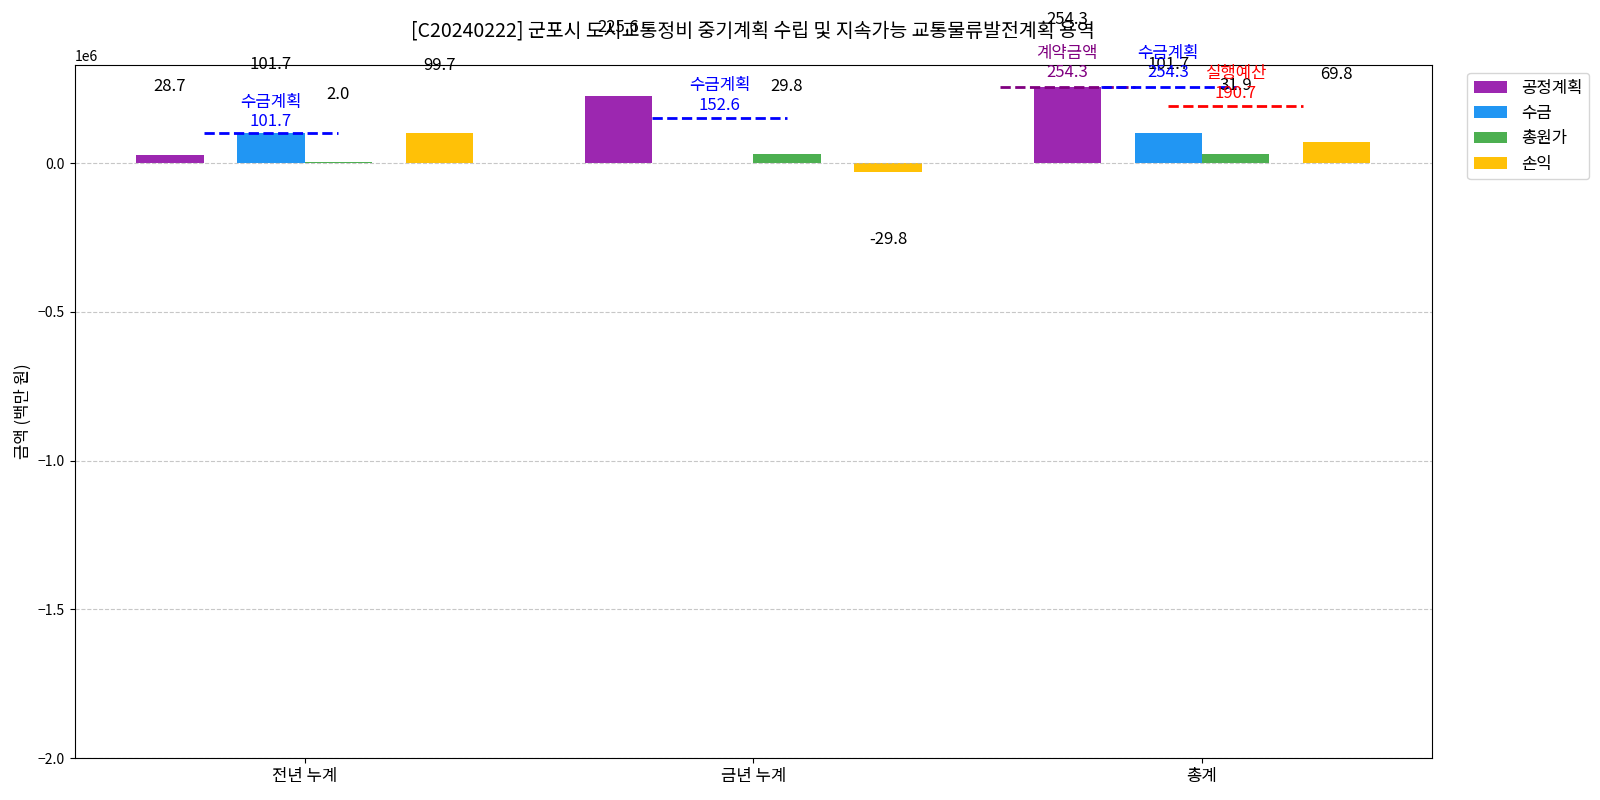 [C20240222] 군포시 도시교통정비 중기계획 수립 및 지속가능 교통물류발전계획 용역
1e6
금액 (백만 원)
0.0
−0.5
−1.0
−1.5
−2.0
28.7
101.7
수금계획
101.7
2.0
99.7
225.6
수금계획
152.6
29.8
-29.8
254.3
계약금액
254.3
수금계획
101.7
254.3
실행예산
31.9
190.7
69.8
전년 누계
금년 누계
총계
공정계획
수금
총원가
손익